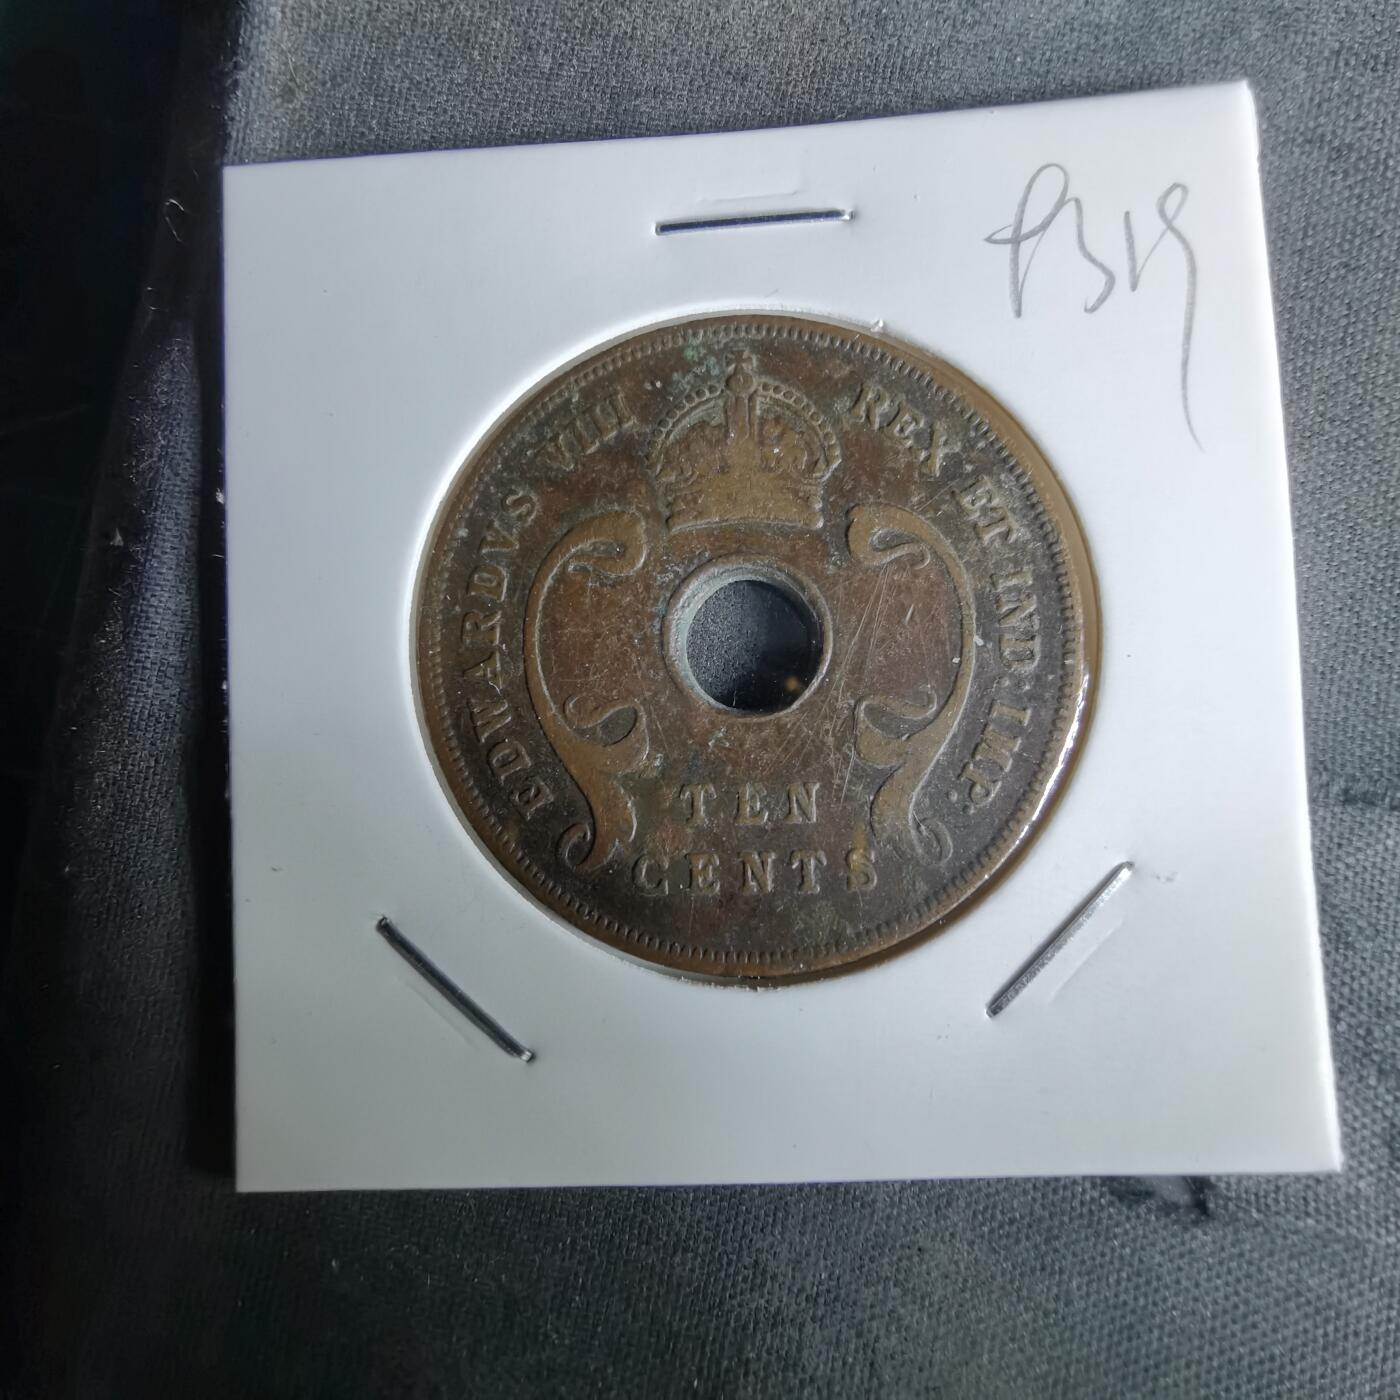 EDWARDVS VIII REX ET IND: IMP:
TEN
CENTS